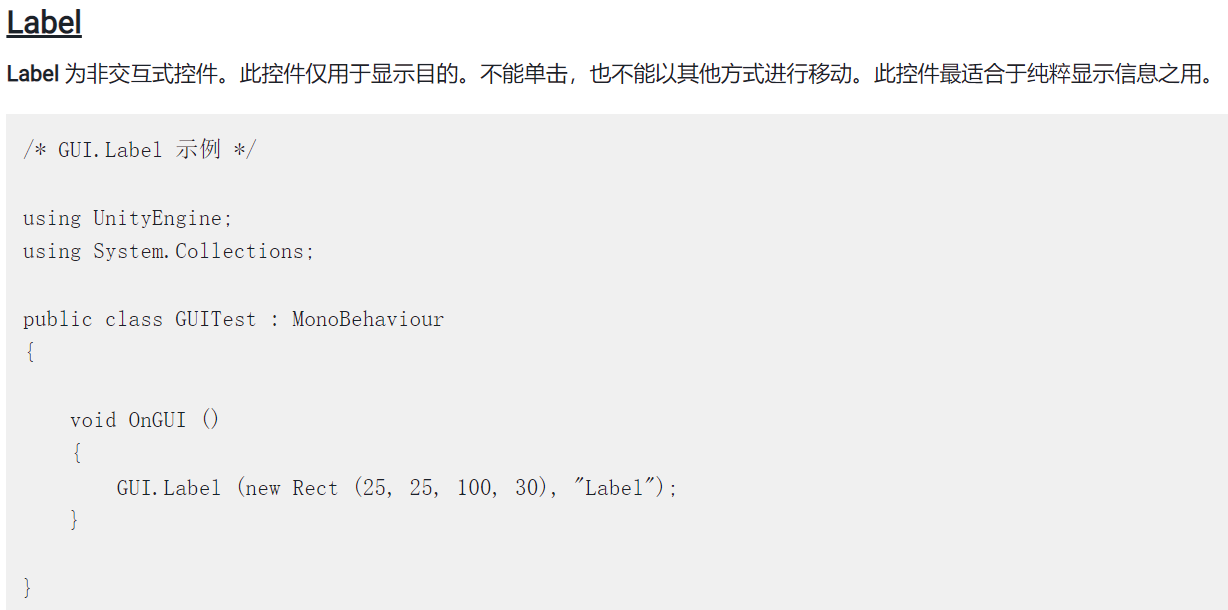 Label
Label 为非交互式控件。此控件仅用于显示目的。不能单击，也不能以其他方式进行移动。此控件最适合于纯粹显示信息之用。
/* GUI.Label 示例 */
using UnityEngine;
using System.Collections;
public class GUITest : MonoBehaviour
{
void OnGUI ()
{
GUI.Label (new Rect (25, 25, 100, 30), "Label");
}
}